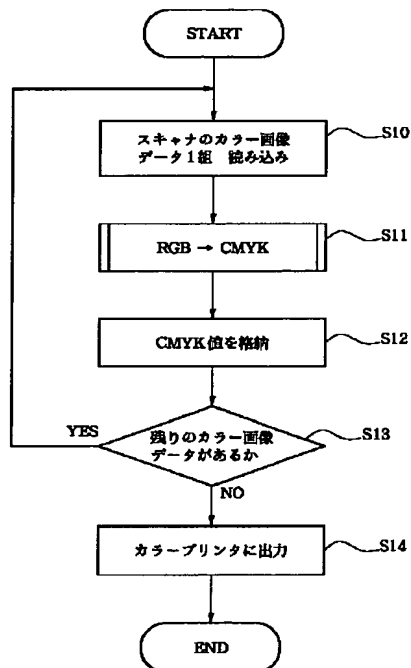 START
スキャナのカラー画像
データ1組 読み込み
S10
RGB → CMYK
S11
CMYK値を格納
S12
YES
残りのカラー画像
データがあるか
S13
NO
カラープリンタに出力
S14
END